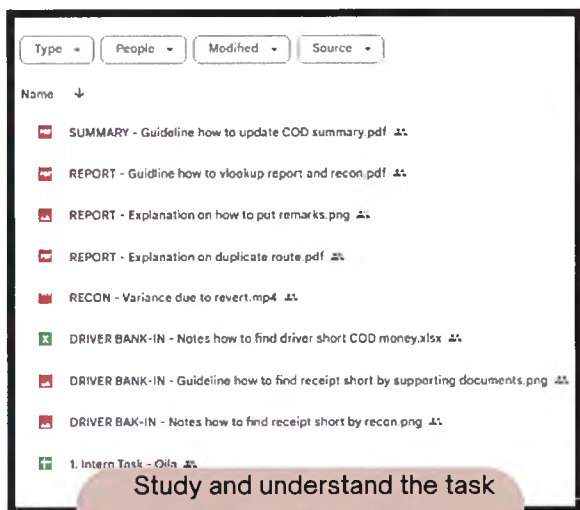 Type
People
Modified
Source
Name
SUMMARY - Guideline how to update COD summary.pdf
REPORT - Guidline how to vlookup report and recon.pdf
REPORT - Explanation on how to put remarks.png
REPORT - Explanation on duplicate route.pdf
RECON - Variance due to revert.mp4
DRIVER BANK-IN - Notes how to find driver short COD money.xlsx
DRIVER BANK-IN - Guideline how to find receipt short by supporting documents.png
DRIVER BAK-IN - Notes how to find receipt short by recon.png
1. Intern Task - Qila
Study and understand the task